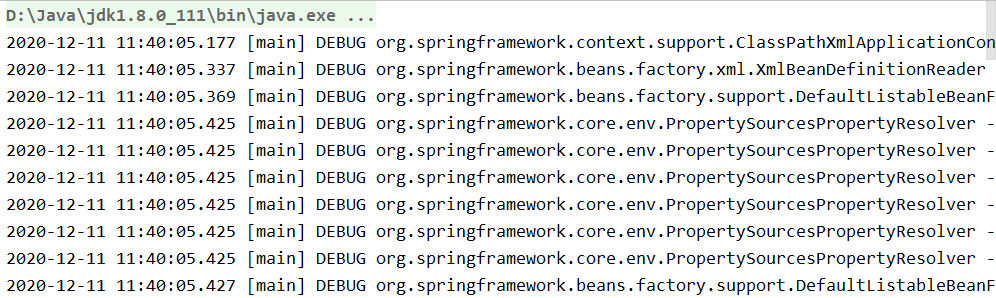 D:\Java\jdk1.8.0_111\bin\java.exe ...
2020-12-11 11:40:05.177 [main] DEBUG org.springframework.context.support.ClassPathXmlApplicationCon
2020-12-11 11:40:05.337 [main] DEBUG org.springframework.beans.factory.xml.XmlBeanDefinitionReader
2020-12-11 11:40:05.369 [main] DEBUG org.springframework.beans.factory.support.DefaultListableBeanF
2020-12-11 11:40:05.425 [main] DEBUG org.springframework.core.env.PropertySourcesPropertyResolver -
2020-12-11 11:40:05.425 [main] DEBUG org.springframework.core.env.PropertySourcesPropertyResolver -
2020-12-11 11:40:05.425 [main] DEBUG org.springframework.core.env.PropertySourcesPropertyResolver -
2020-12-11 11:40:05.425 [main] DEBUG org.springframework.core.env.PropertySourcesPropertyResolver -
2020-12-11 11:40:05.425 [main] DEBUG org.springframework.core.env.PropertySourcesPropertyResolver -
2020-12-11 11:40:05.425 [main] DEBUG org.springframework.core.env.PropertySourcesPropertyResolver -
2020-12-11 11:40:05.427 [main] DEBUG org.springframework.beans.factory.support.DefaultListableBeanF